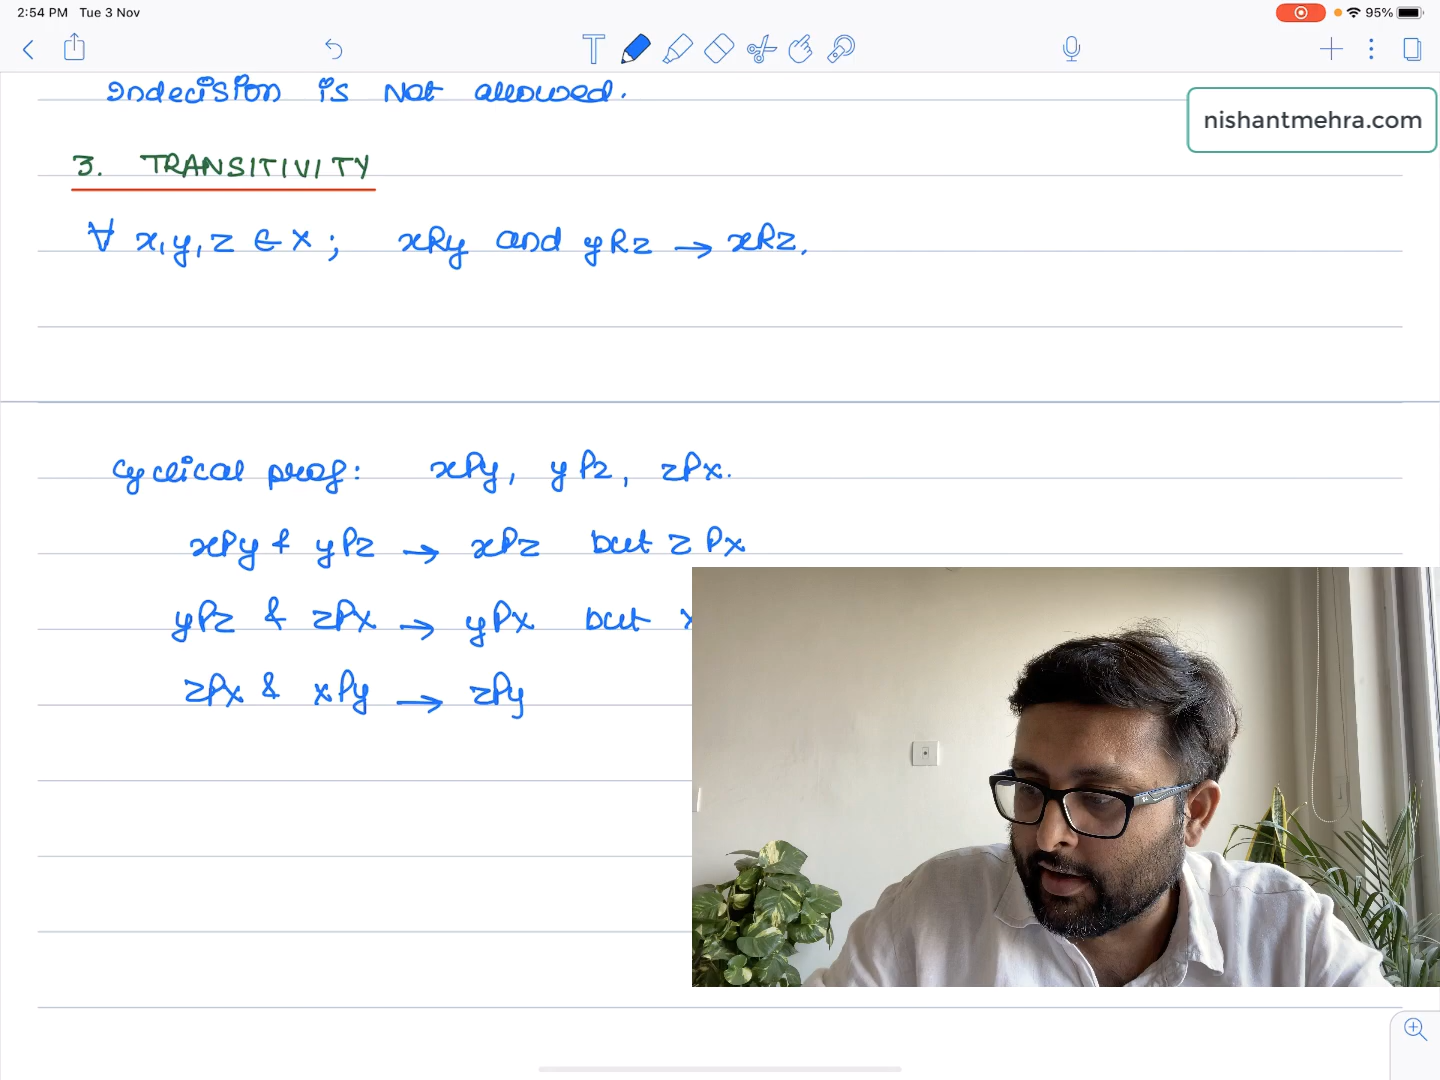 2:54 PM Tue 3 Nov
95%
Indecision is Not allowed.
nishantmehra.com
3. TRANSITIVITY
∀ x, y, z ∈ X ; xRy and yRz → xRz.
Cyclical pref: xPy, yPz, zPx.
xPy & yPz → xPz but z Px
yPz & zPx → yPx but
zPx & xPy → zPy